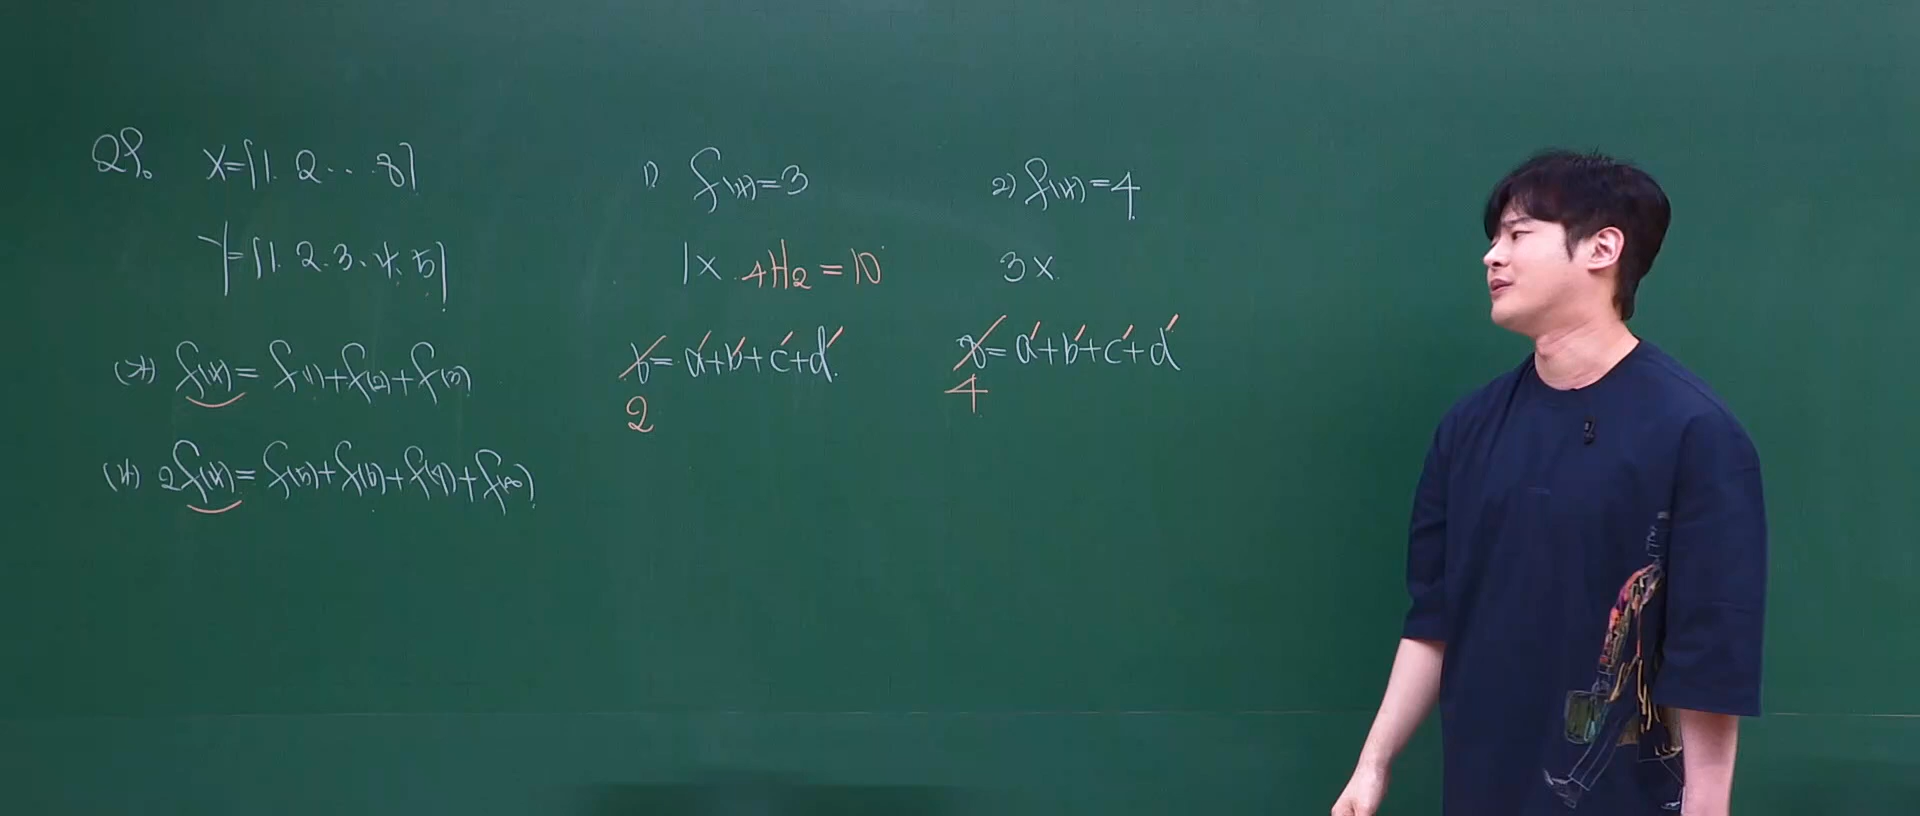 28. X={1. 2 ... 8}
Y={1. 2. 3. 4. 5}
(가) f(4)= f(1)+f(2)+f(3)
(나) 2f(4)= f(5)+f(6)+f(7)+f(8)
1) f(4)=3
1× 4H2 = 10
6= a'+b'+c'+d'
2
2) f(4)=4
3×
8= a'+b'+c'+d'
4